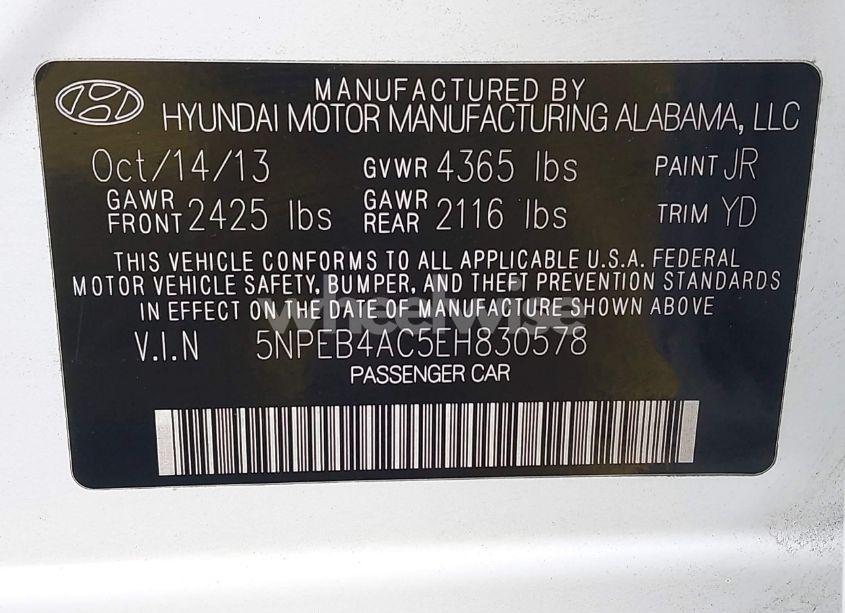 MANUFACTURED BY
HYUNDAI MOTOR MANUFACTURING ALABAMA, LLC
Oct/14/13 GVWR 4365 lbs PAINT JR
GAWR FRONT 2425 lbs GAWR REAR 2116 lbs TRIM YD
THIS VEHICLE CONFORMS TO ALL APPLICABLE U.S.A. FEDERAL
MOTOR VEHICLE SAFETY, BUMPER, AND THEFT PREVENTION STANDARDS
IN EFFECT ON THE DATE OF MANUFACTURE SHOWN ABOVE
wheelwise
V.I.N 5NPEB4AC5EH830578
PASSENGER CAR